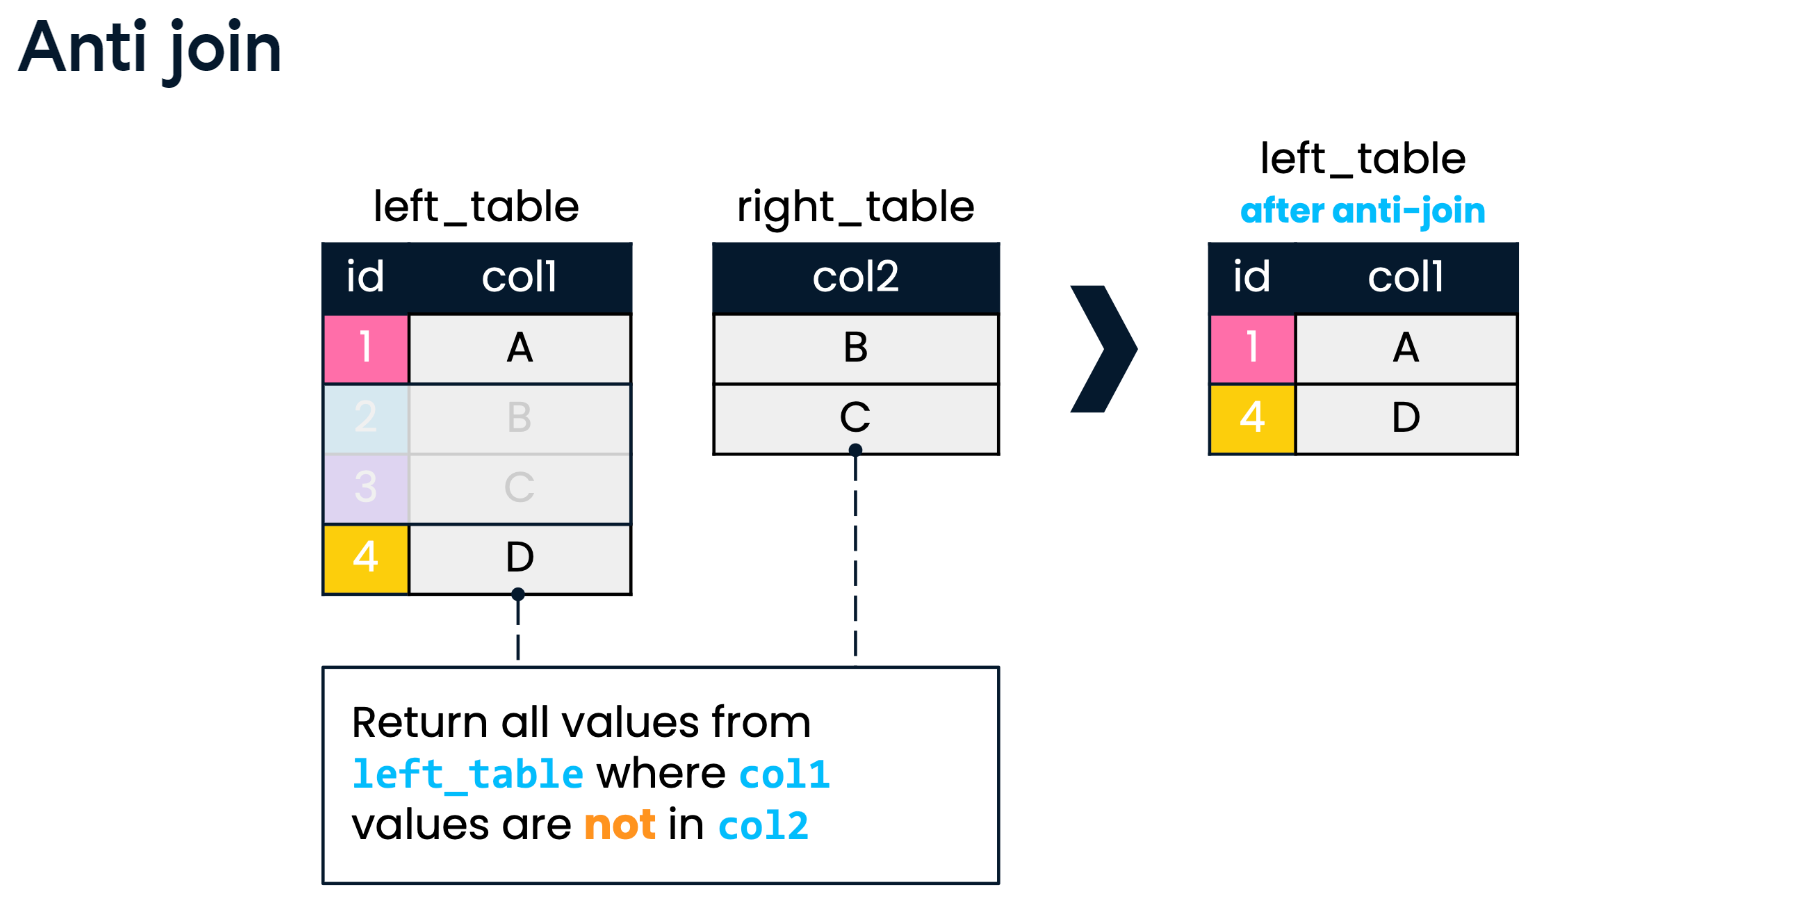 Anti join
left_table
right_table
left_table
after anti-join
id col1
1 A
2 B
3 C
4 D
col2
B
C
id col1
1 A
4 D
Return all values from
left_table where col1
values are not in col2